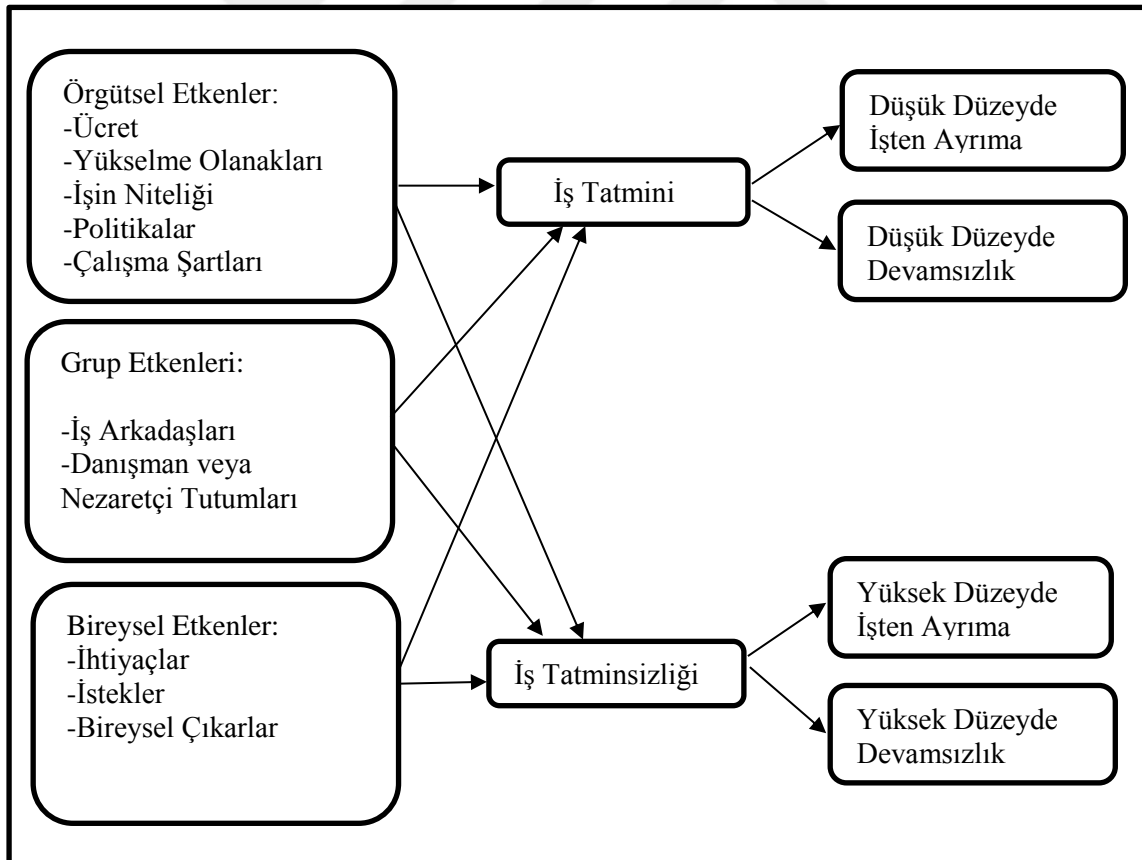 Örgütsel Etkenler:
-Ücret
-Yükselme Olanakları
-İşin Niteliği
-Politikalar
-Çalışma Şartları
Grup Etkenleri:
-İş Arkadaşları
-Danışman veya
Nezaretçi Tutumları
Bireysel Etkenler:
-İhtiyaçlar
-İstekler
-Bireysel Çıkarlar
İş Tatmini
İş Tatminsizliği
Düşük Düzeyde
İşten Ayrıma
Düşük Düzeyde
Devamsızlık
Yüksek Düzeyde
İşten Ayrıma
Yüksek Düzeyde
Devamsızlık